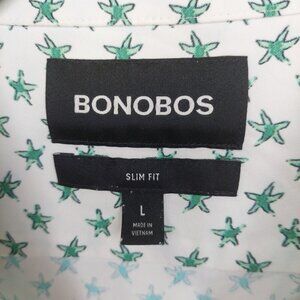 BONOBOS
SLIM FIT
L
MADE IN
VIETNAM